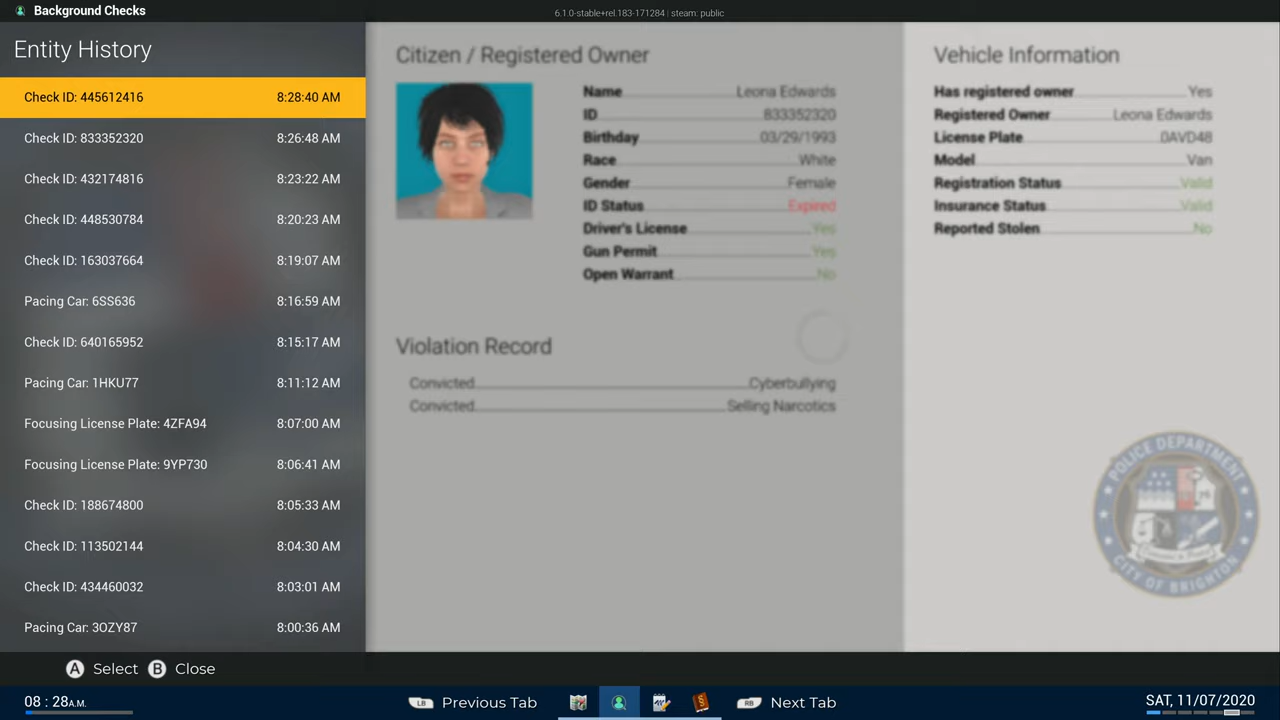 Background Checks
6.1.0-stable+rel.183-171284 | steam: public
Entity History
Check ID: 445612416 8:28:40 AM
Check ID: 833352320 8:26:48 AM
Check ID: 432174816 8:23:22 AM
Check ID: 448530784 8:20:23 AM
Check ID: 163037664 8:19:07 AM
Pacing Car: 6SS636 8:16:59 AM
Check ID: 640165952 8:15:17 AM
Pacing Car: 1HKU77 8:11:12 AM
Focusing License Plate: 4ZFA94 8:07:00 AM
Focusing License Plate: 9YP730 8:06:41 AM
Check ID: 188674800 8:05:33 AM
Check ID: 113502144 8:04:30 AM
Check ID: 434460032 8:03:01 AM
Pacing Car: 3OZY87 8:00:36 AM
Citizen / Registered Owner
Name Leona Edwards
ID 833352320
Birthday 03/29/1993
Race White
Gender Female
ID Status Expired
Driver's License Yes
Gun Permit Yes
Open Warrant No
Violation Record
Convicted Cyberbullying
Convicted Selling Narcotics
Vehicle Information
Has registered owner Yes
Registered Owner Leona Edwards
License Plate 0AVD48
Model Van
Registration Status Valid
Insurance Status Valid
Reported Stolen No
POLICE DEPARTMENT
CITY OF BRIGHTON
A Select B Close
08 : 28 A.M.
LB Previous Tab
RB Next Tab
SAT, 11/07/2020